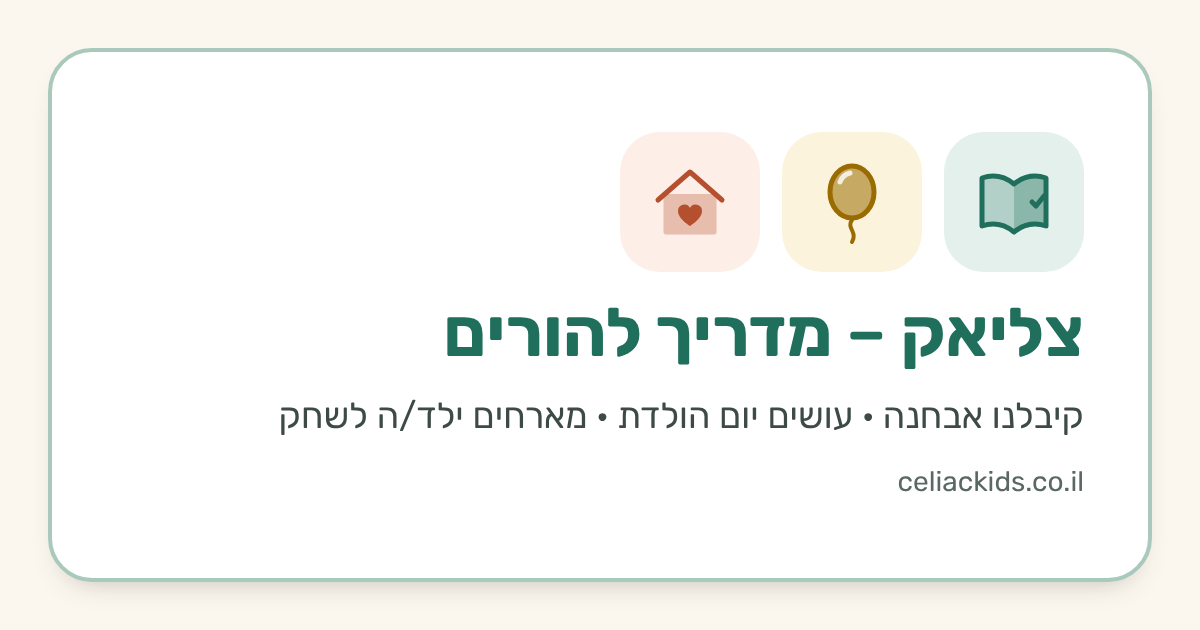 צליאק – מדריך להורים
קיבלנו אבחנה • עושים יום הולדת • מארחים ילד/ה לשחק
celiackids.co.il